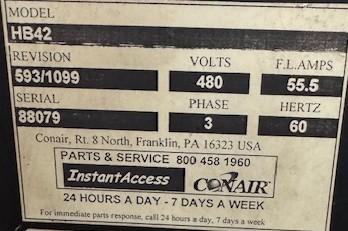 MODEL
HB42
REVISION VOLTS F.L.AMPS
593/1099 480 55.5
SERIAL PHASE HERTZ
88079 3 60
Conair, Rt. 8 North, Franklin, PA 16323 USA
PARTS & SERVICE 800 458 1960
InstantAccess CONAIR
24 HOURS A DAY - 7 DAYS A WEEK
For immediate parts response, call 24 hours a day, 7 days a week